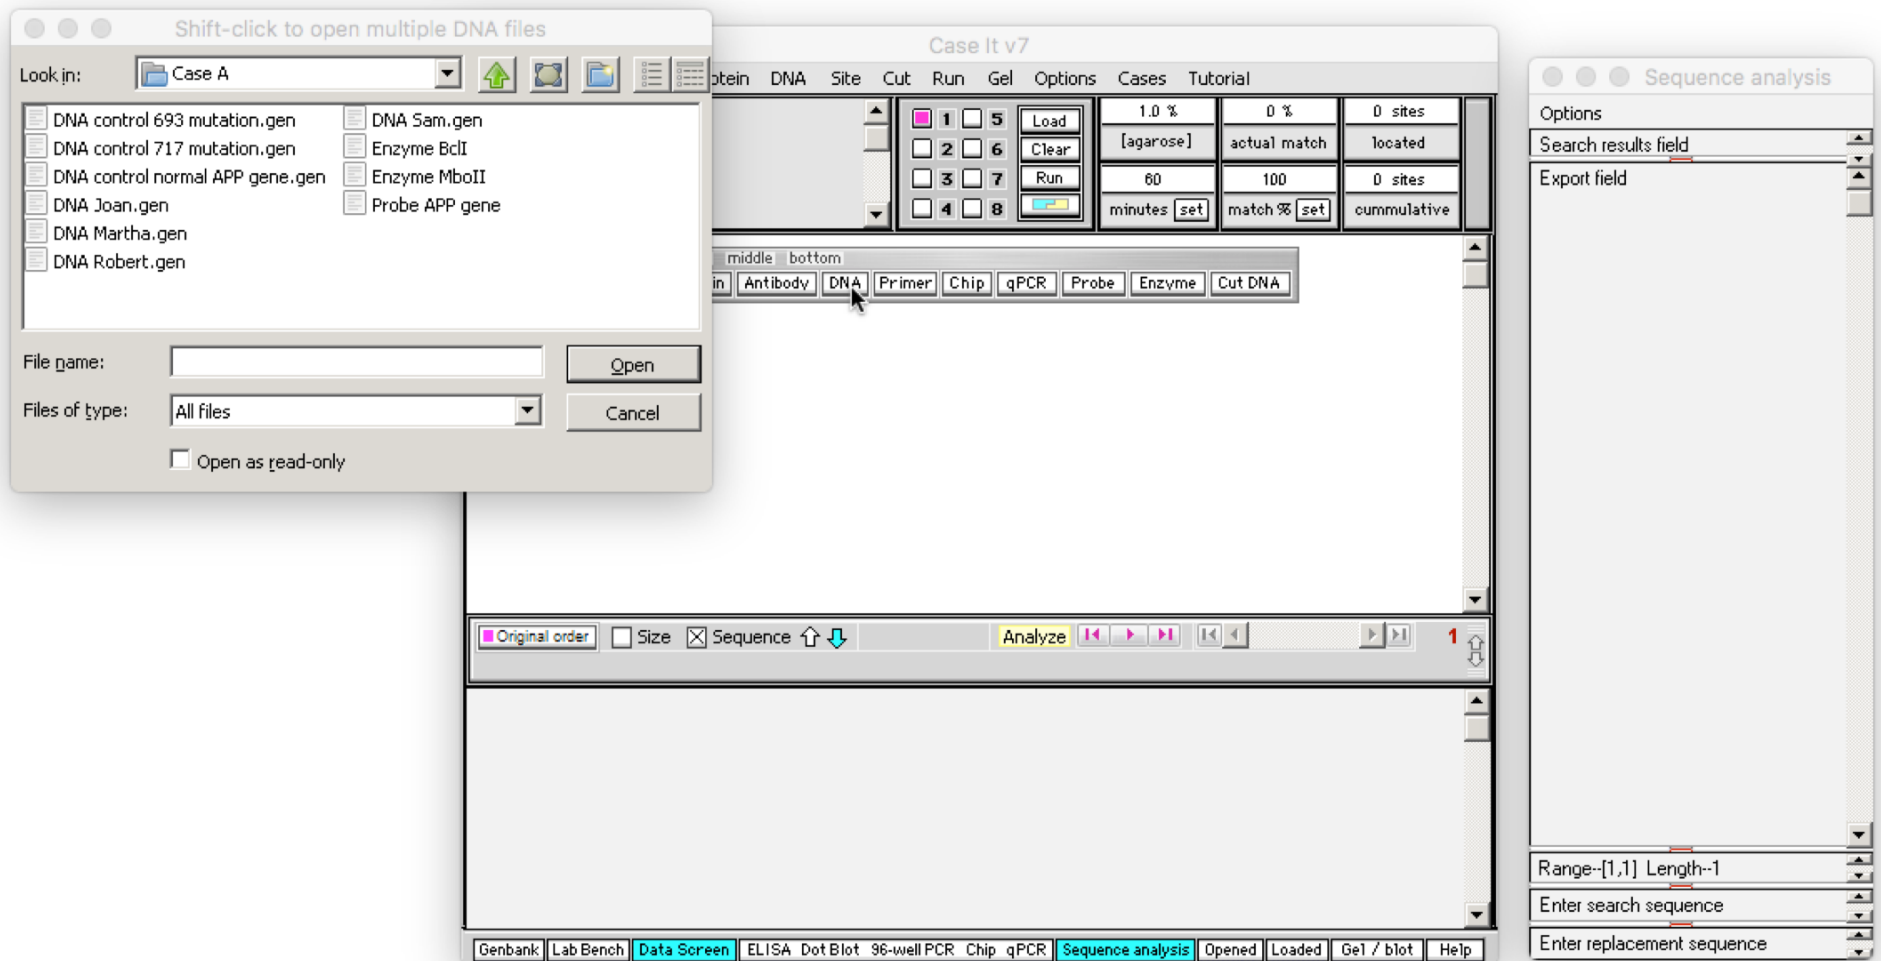 Shift-click to open multiple DNA files
Look in:
Case A
DNA control 693 mutation.gen
DNA control 717 mutation.gen
DNA control normal APP gene.gen
DNA Joan.gen
DNA Martha.gen
DNA Robert.gen
DNA Sam.gen
Enzyme BclI
Enzyme MboII
Probe APP gene
File name:
Open
Files of type:
All files
Cancel
Open as read-only
Case It v7
DNA Site Cut Run Gel Options Cases Tutorial
1 5 Load
2 6 Clear
3 7 Run
4 8
1.0 % 0 % 0 sites
[agarose] actual match located
60 100 0 sites
minutes set match % set cummulative
middle bottom
Antibody DNA Primer Chip qPCR Probe Enzyme Cut DNA
Original order Size Sequence Analyze 1
Genbank Lab Bench Data Screen ELISA Dot Blot 96-well PCR Chip qPCR Sequence analysis Opened Loaded Gel / blot Help
Sequence analysis
Options
Search results field
Export field
Range--[1,1] Length--1
Enter search sequence
Enter replacement sequence